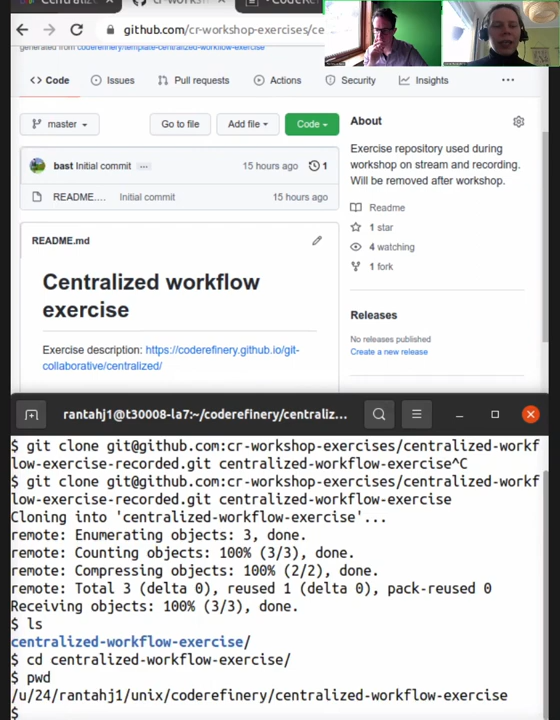 github.com/cr-workshop-exercises/ce
generated from coderefinery/template-centralized-workflow-exercise
Code
Issues
Pull requests
Actions
Security
Insights
master
Go to file
Add file
Code
About
bast Initial commit
15 hours ago
1
README....
Initial commit
15 hours ago
Exercise repository used during
workshop on stream and recording.
Will be removed after workshop.
Readme
1 star
4 watching
1 fork
README.md
Centralized workflow
exercise
Exercise description: https://coderefinery.github.io/git-
collaborative/centralized/
Releases
No releases published
Create a new release
rantahj1@t30008-la7:~/coderefinery/centraliz...
$ git clone git@github.com:cr-workshop-exercises/centralized-workf
low-exercise-recorded.git centralized-workflow-exercise^C
$ git clone git@github.com:cr-workshop-exercises/centralized-workf
low-exercise-recorded.git centralized-workflow-exercise
Cloning into 'centralized-workflow-exercise'...
remote: Enumerating objects: 3, done.
remote: Counting objects: 100% (3/3), done.
remote: Compressing objects: 100% (2/2), done.
remote: Total 3 (delta 0), reused 1 (delta 0), pack-reused 0
Receiving objects: 100% (3/3), done.
$ ls
centralized-workflow-exercise/
$ cd centralized-workflow-exercise/
$ pwd
/u/24/rantahj1/unix/coderefinery/centralized-workflow-exercise
$